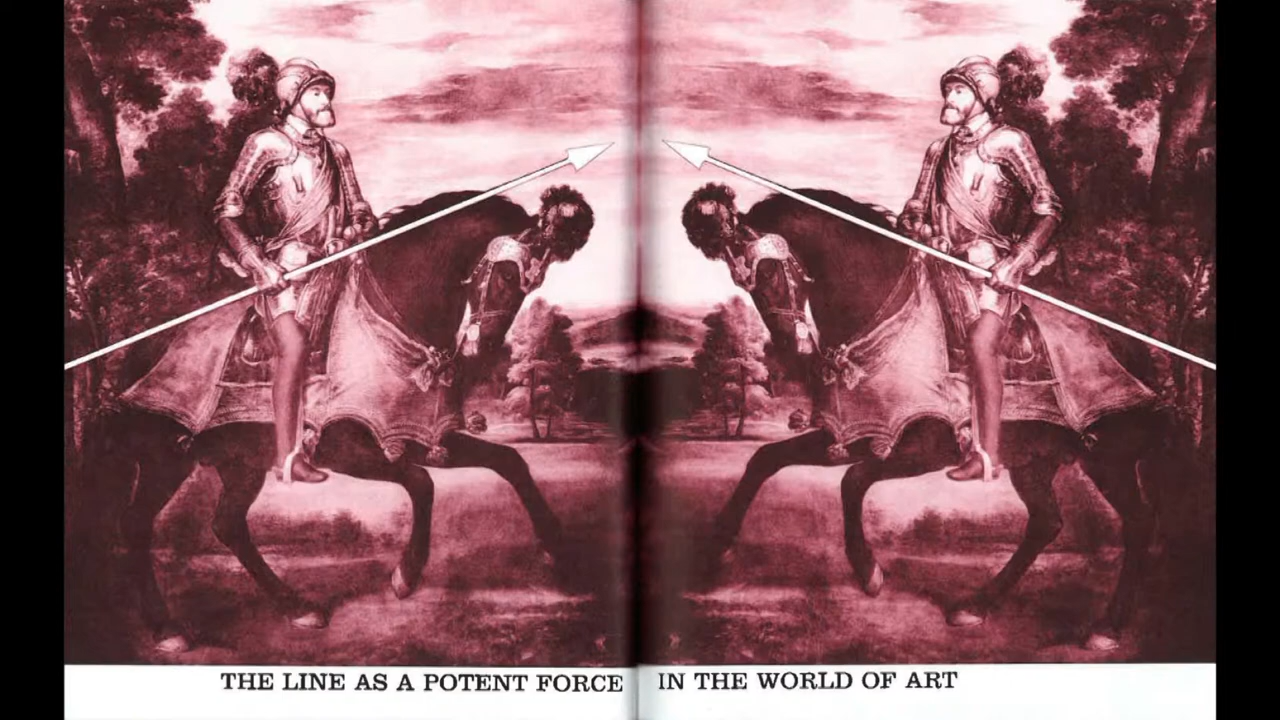 THE LINE AS A POTENT FORCE IN THE WORLD OF ART